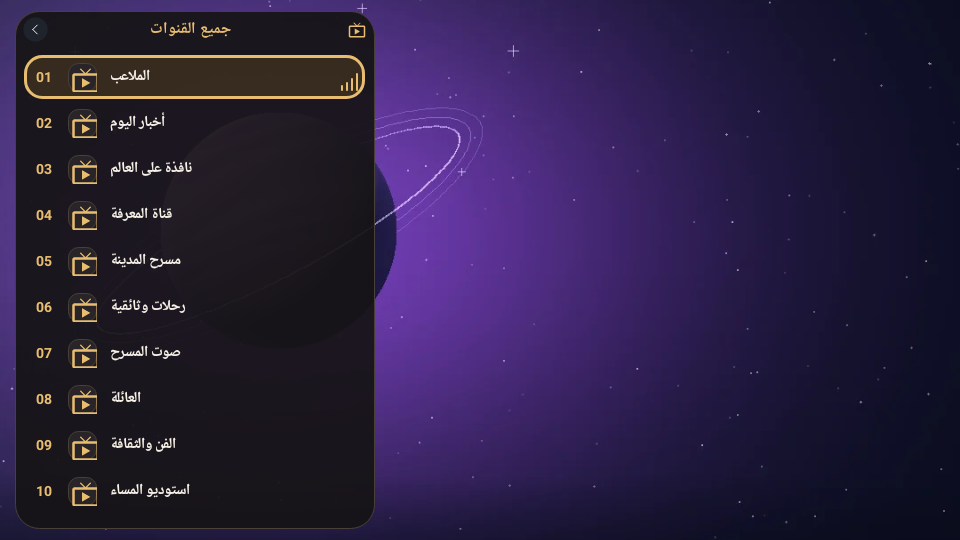 جميع القنوات
01 الملاعب
02 أخبار اليوم
03 نافذة على العالم
04 قناة المعرفة
05 مسرح المدينة
06 رحلات وثائقية
07 صوت المسرح
08 العائلة
09 الفن والثقافة
10 استوديو المساء